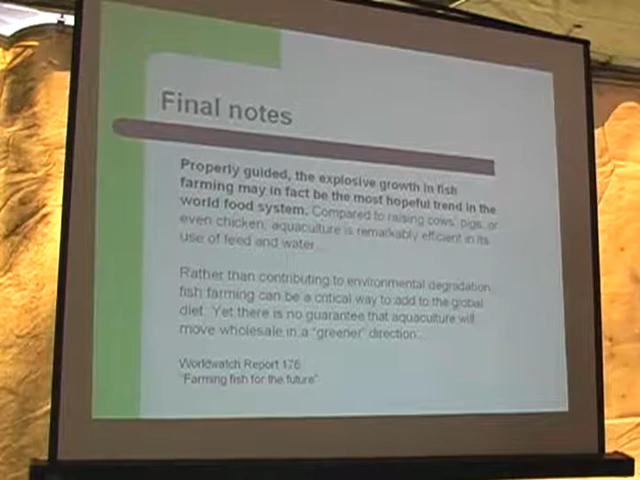 Final notes
Properly guided, the explosive growth in fish
farming may in fact be the most hopeful trend in the
world food system. Compared to raising cows, pigs, or
even chicken, aquaculture is remarkably efficient in its
use of feed and water...
Rather than contributing to environmental degradation
fish farming can be a critical way to add to the global
diet. Yet there is no guarantee that aquaculture will
move wholesale in a "greener" direction...
Worldwatch Report 176
"Farming fish for the future"